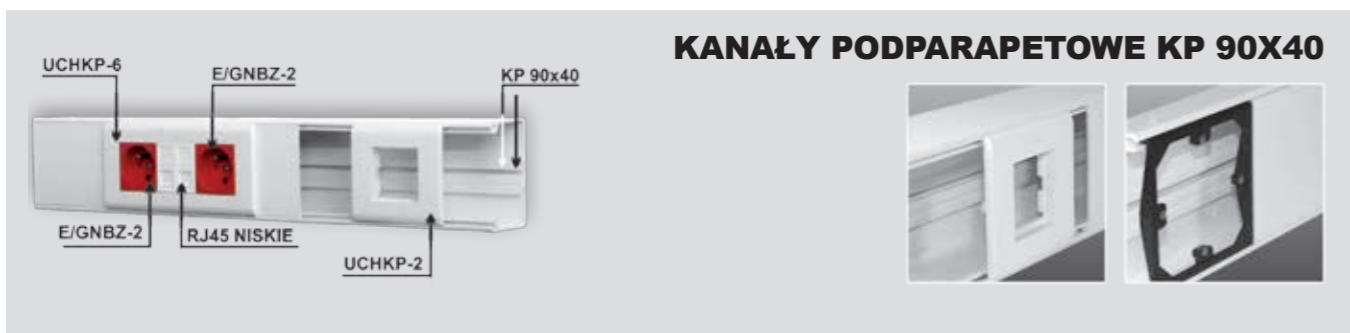 KANAŁY PODPARAPETOWE KP 90X40
UCHKP-6
E/GNBZ-2
KP 90x40
E/GNBZ-2
RJ45 NISKIE
UCHKP-2